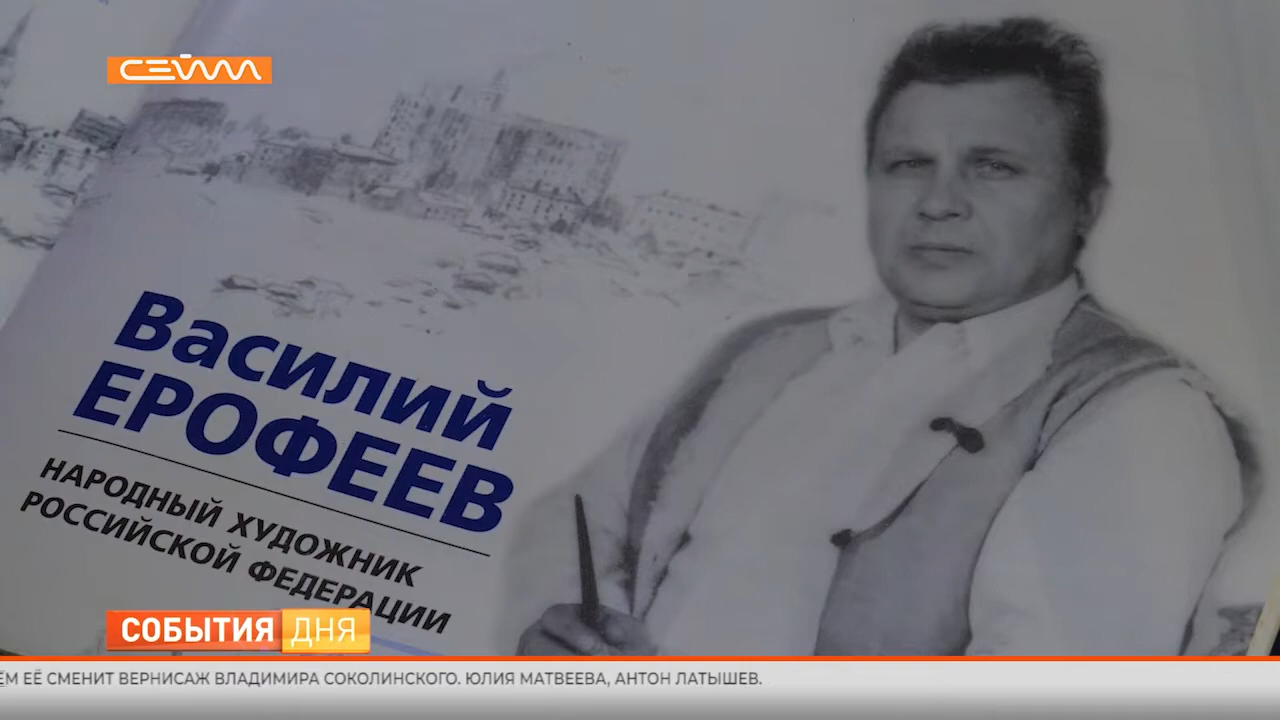 СЕЙМ
Василий
ЕРОФЕЕВ
НАРОДНЫЙ ХУДОЖНИК
РОССИЙСКОЙ ФЕДЕРАЦИИ
СОБЫТИЯ ДНЯ
ЕЁ СМЕНИТ ВЕРНИСАЖ ВЛАДИМИРА СОКОЛИНСКОГО. ЮЛИЯ МАТВЕЕВА, АНТОН ЛАТЫШЕВ.